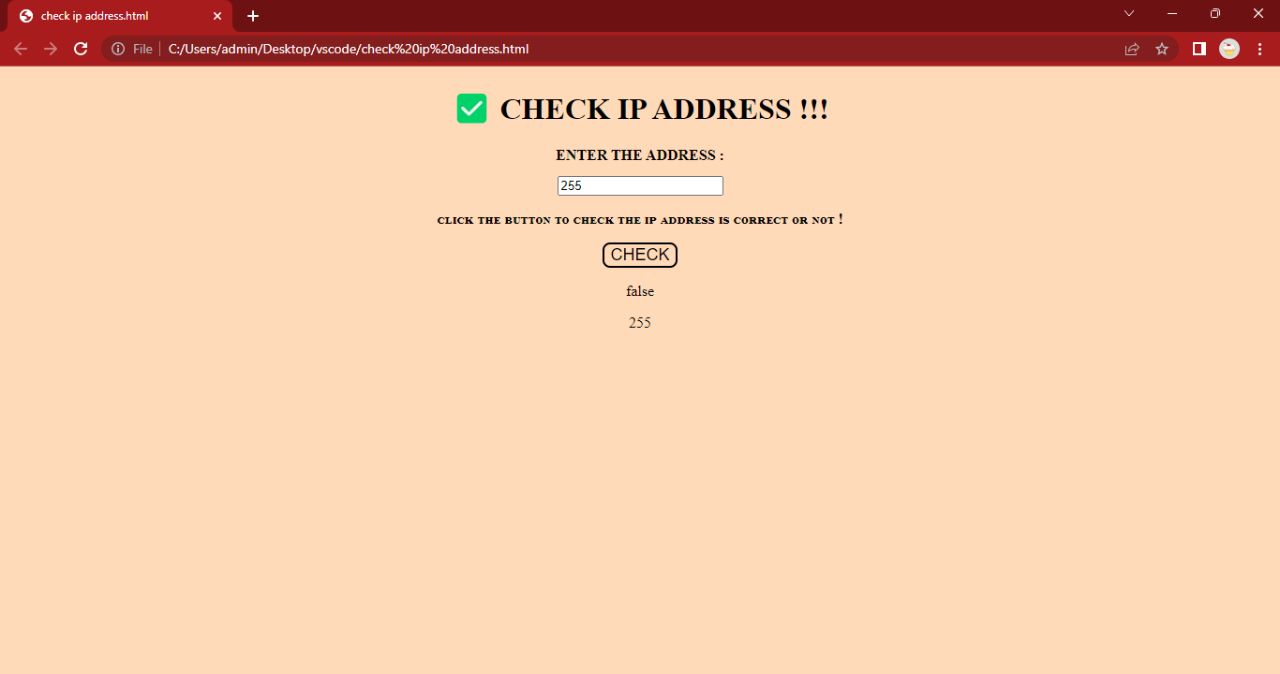 check ip address.html
File C:/Users/admin/Desktop/vscode/check%20ip%20address.html
✅ CHECK IP ADDRESS !!!
ENTER THE ADDRESS :
255
CLICK THE BUTTON TO CHECK THE IP ADDRESS IS CORRECT OR NOT !
CHECK
false
255